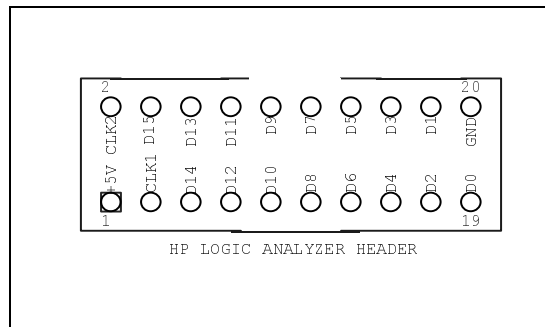 2 20
CLK2 D15 D13 D11 D9 D7 D5 D3 D1 GND
+5V CLK1 D14 D12 D10 D8 D6 D4 D2 D0
1 19
HP LOGIC ANALYZER HEADER